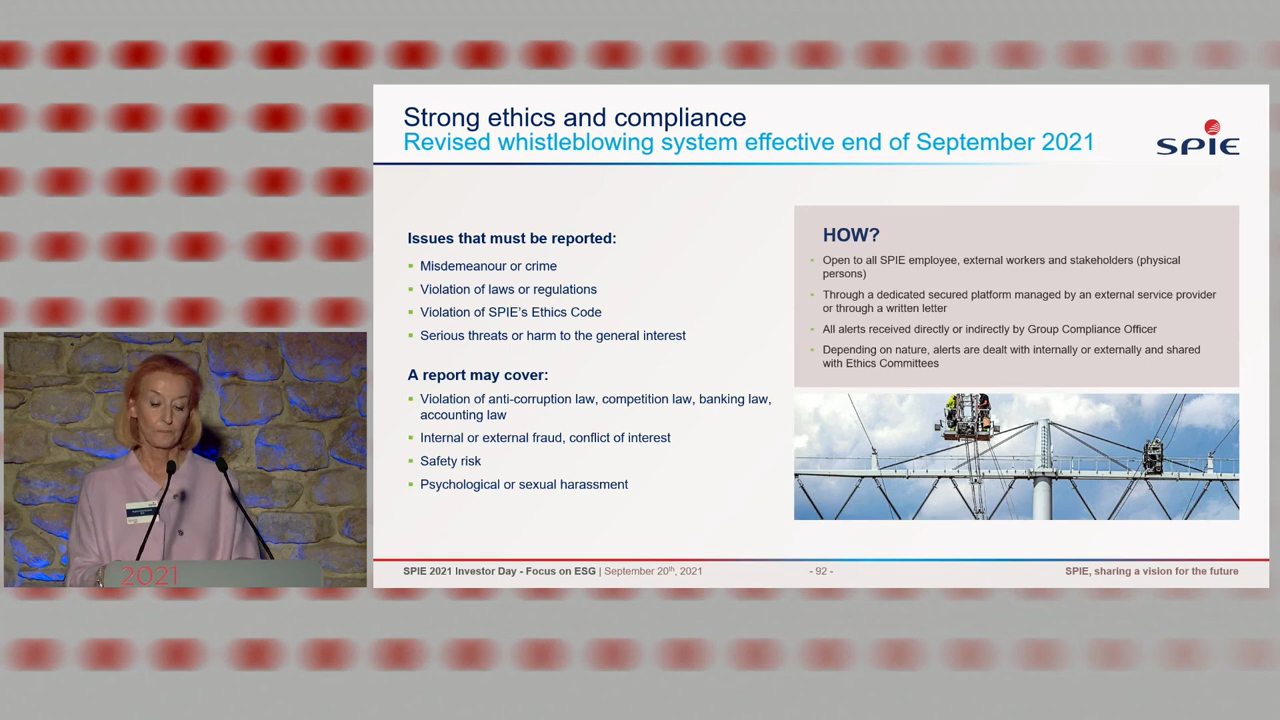 Strong ethics and compliance
Revised whistleblowing system effective end of September 2021
SPIE
Issues that must be reported:
Misdemeanour or crime
Violation of laws or regulations
Violation of SPIE's Ethics Code
Serious threats or harm to the general interest
A report may cover:
Violation of anti-corruption law, competition law, banking law,
accounting law
Internal or external fraud, conflict of interest
Safety risk
Psychological or sexual harassment
HOW?
Open to all SPIE employee, external workers and stakeholders (physical
persons)
Through a dedicated secured platform managed by an external service provider
or through a written letter
All alerts received directly or indirectly by Group Compliance Officer
Depending on nature, alerts are dealt with internally or externally and shared
with Ethics Committees
2021
SPIE 2021 Investor Day - Focus on ESG | September 20th, 2021
- 92 -
SPIE, sharing a vision for the future